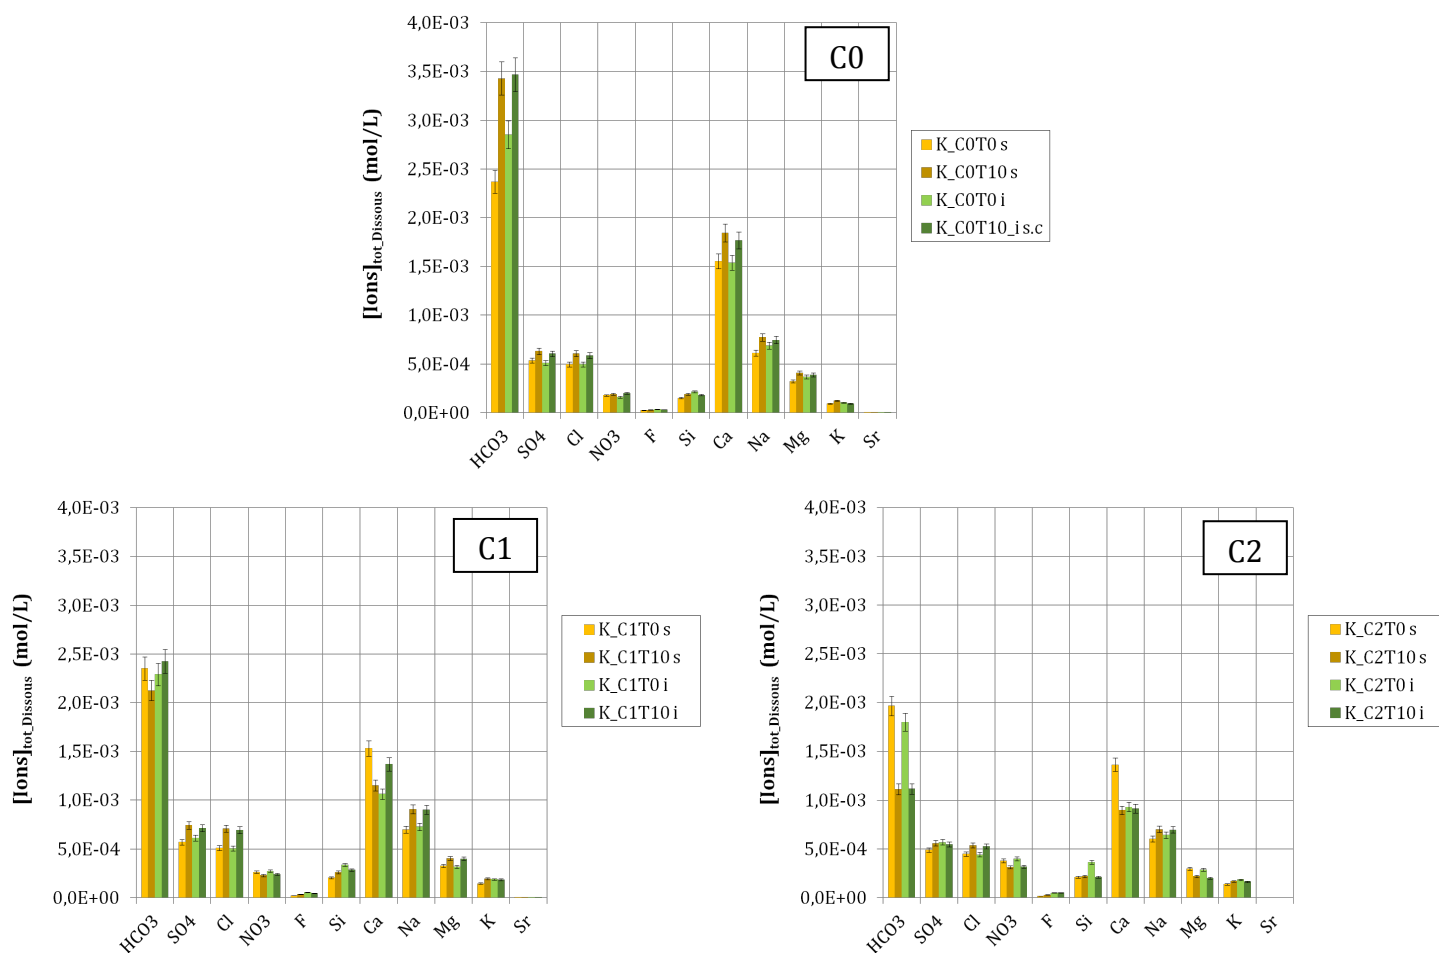 4,0E-03
3,5E-03
3,0E-03
2,5E-03
2,0E-03
1,5E-03
1,0E-03
5,0E-04
0,0E+00
[Ions]tot_Dissous (mol/L)
C0
HCO3 SO4 Cl NO3 F Si Ca Na Mg K Sr
K_C0T0 s
K_C0T10 s
K_C0T0 i
K_C0T10_i s.c
4,0E-03
3,5E-03
3,0E-03
2,5E-03
2,0E-03
1,5E-03
1,0E-03
5,0E-04
0,0E+00
[Ions]tot_Dissous (mol/L)
C1
HCO3 SO4 Cl NO3 F Si Ca Na Mg K Sr
K_C1T0 s
K_C1T10 s
K_C1T0 i
K_C1T10 i
4,0E-03
3,5E-03
3,0E-03
2,5E-03
2,0E-03
1,5E-03
1,0E-03
5,0E-04
0,0E+00
[Ions]tot_Dissous (mol/L)
C2
HCO3 SO4 Cl NO3 F Si Ca Na Mg K Sr
K_C2T0 s
K_C2T10 s
K_C2T0 i
K_C2T10 i